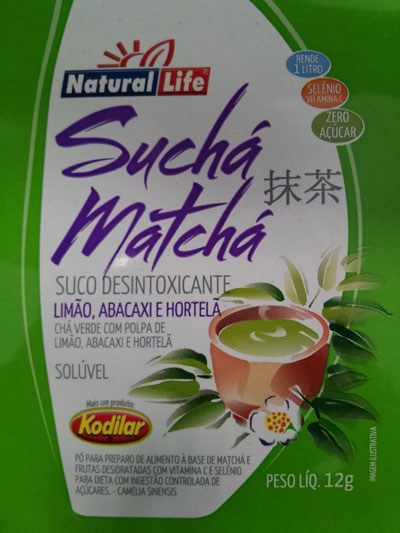 Natural Life®
RENDE
1 LITRO
SELÊNIO
VITAMINA C
ZERO
AÇÚCAR
Suchá
Matchá
抹茶
SUCO DESINTOXICANTE
LIMÃO, ABACAXI E HORTELÃ
CHÁ VERDE COM POLPA DE
LIMÃO, ABACAXI E HORTELÃ
SOLÚVEL
Mais um produto:
Kodilar
PÓ PARA PREPARO DE ALIMENTO À BASE DE MATCHÁ E
FRUTAS DESIDRATADAS COM VITAMINA C E SELÊNIO
PARA DIETA COM INGESTÃO CONTROLADA DE
AÇÚCARES. - CAMELIA SINENSIS
PESO LÍQ. 12g
IMAGEM ILUSTRATIVA